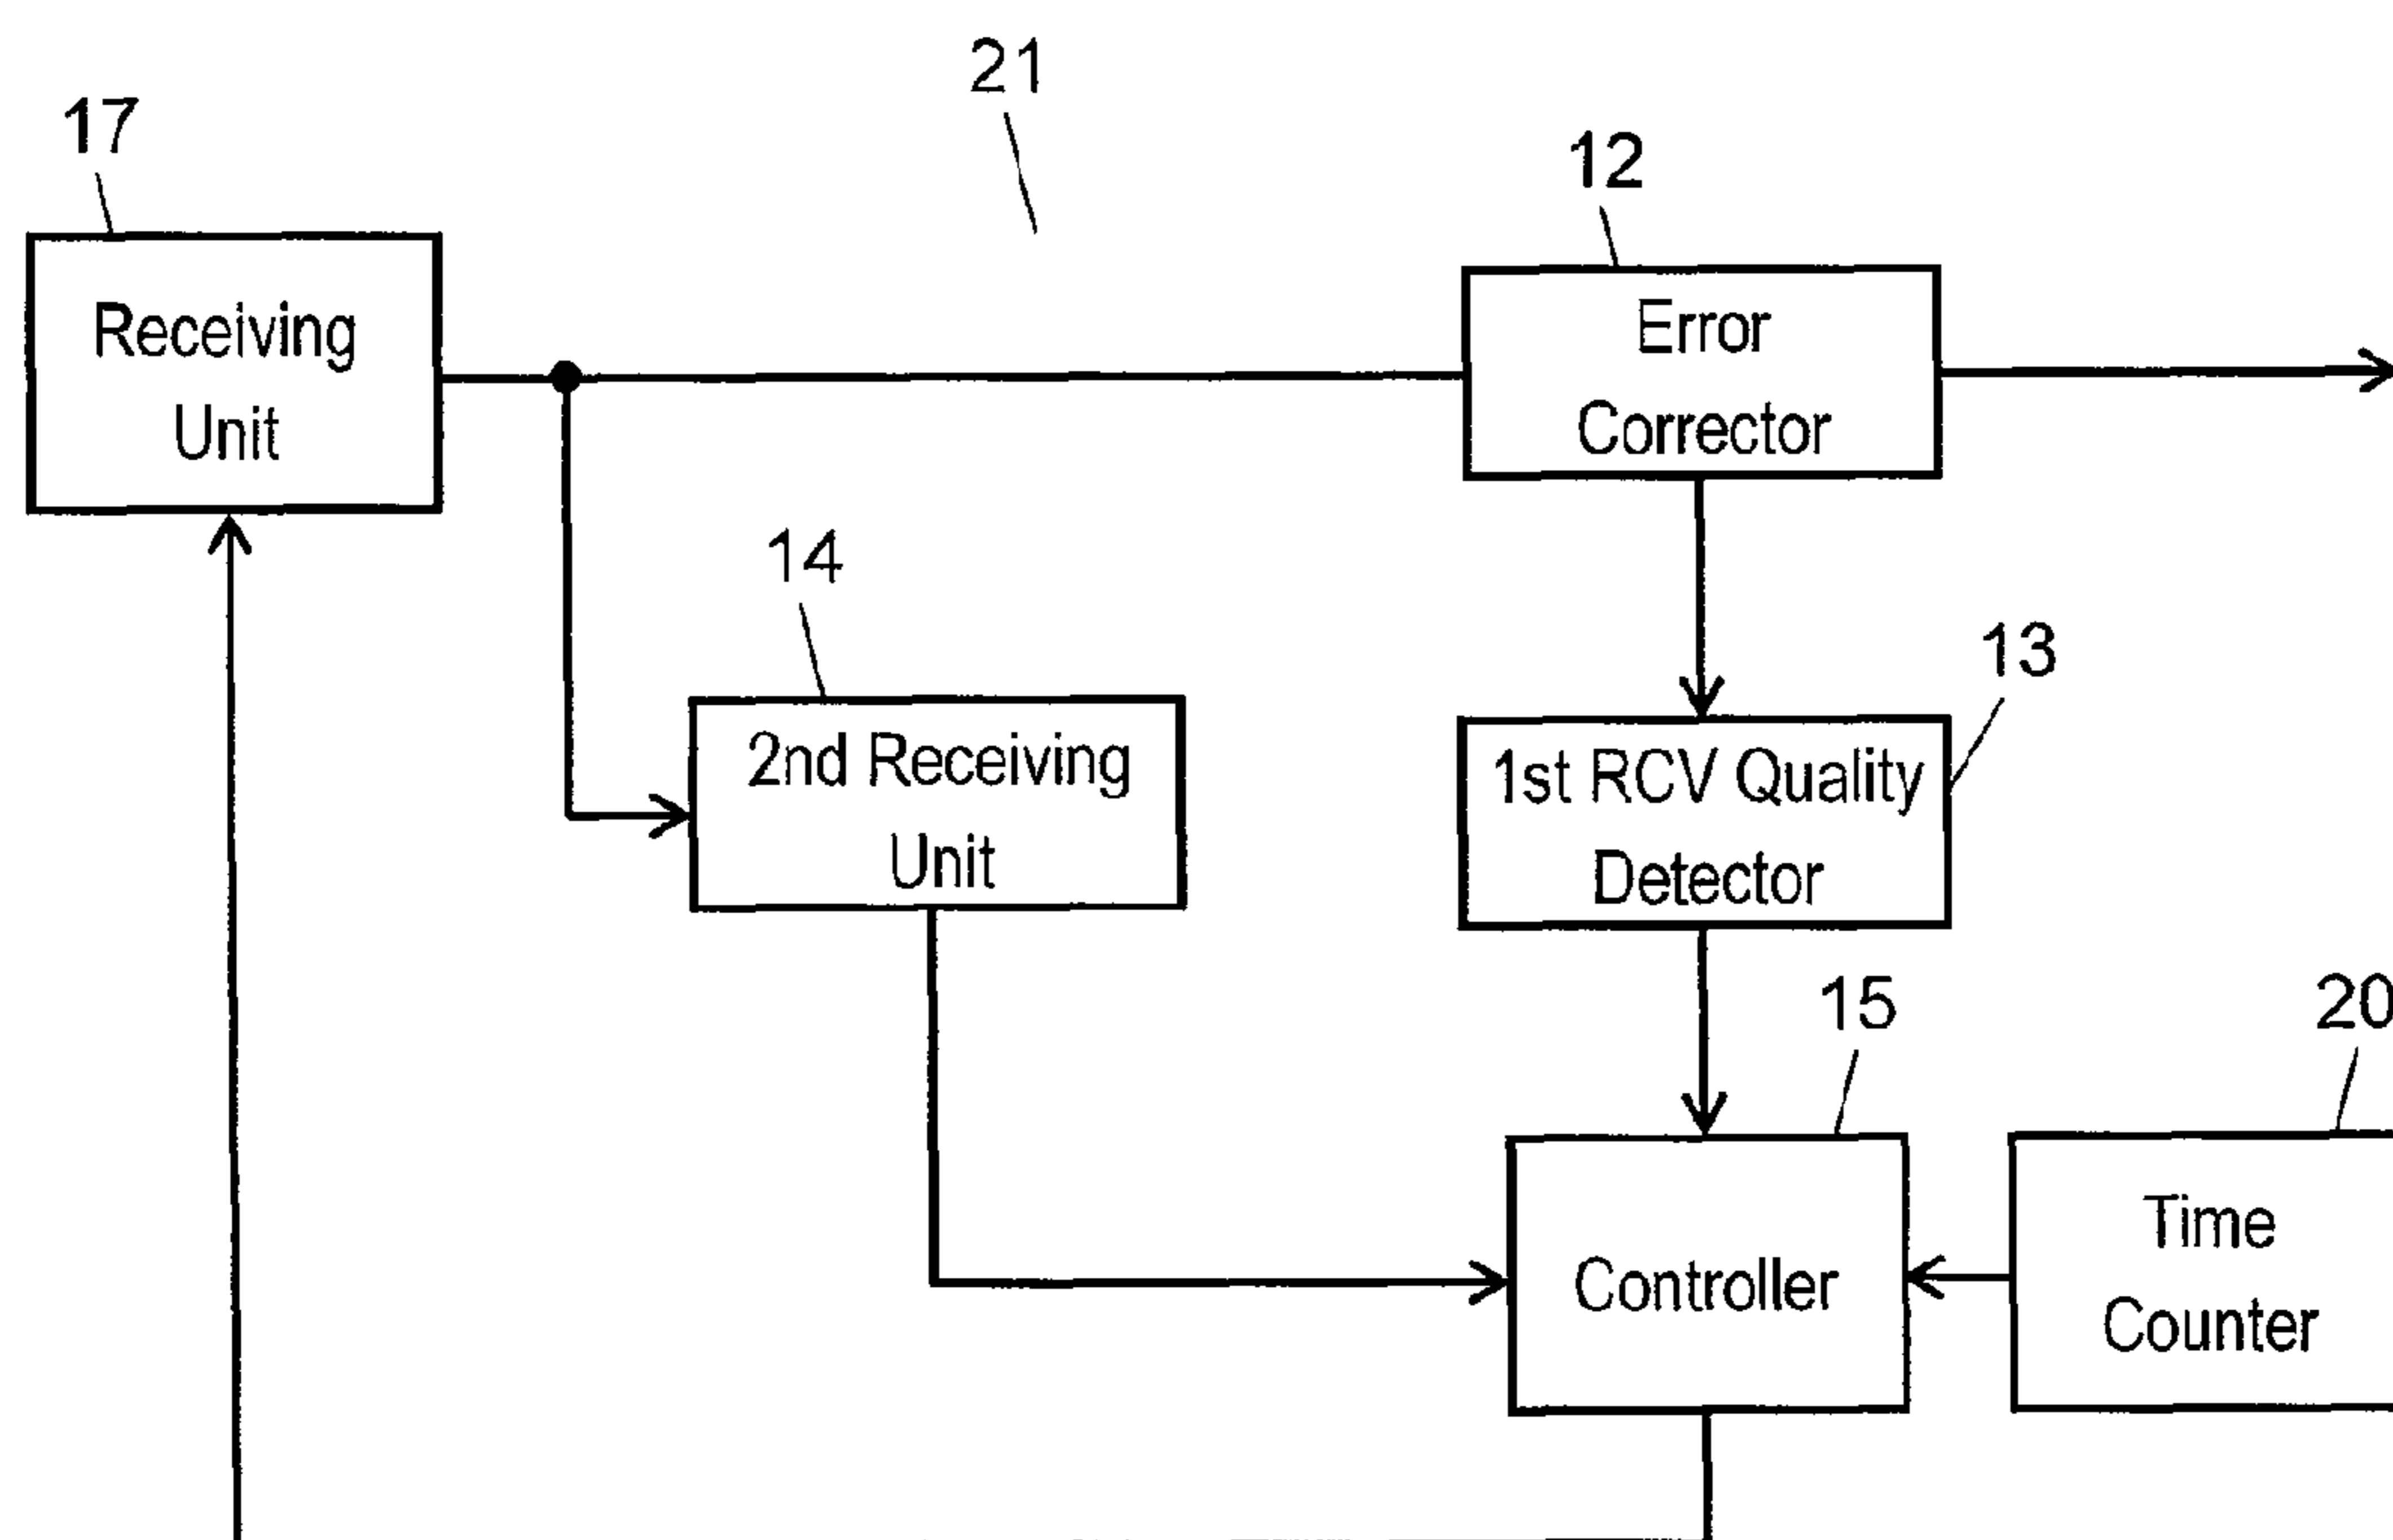 21
17
12
Receiving
Unit
Error
Corrector
14
13
2nd Receiving
Unit
1st RCV Quality
Detector
15
20
Controller
Time
Counter